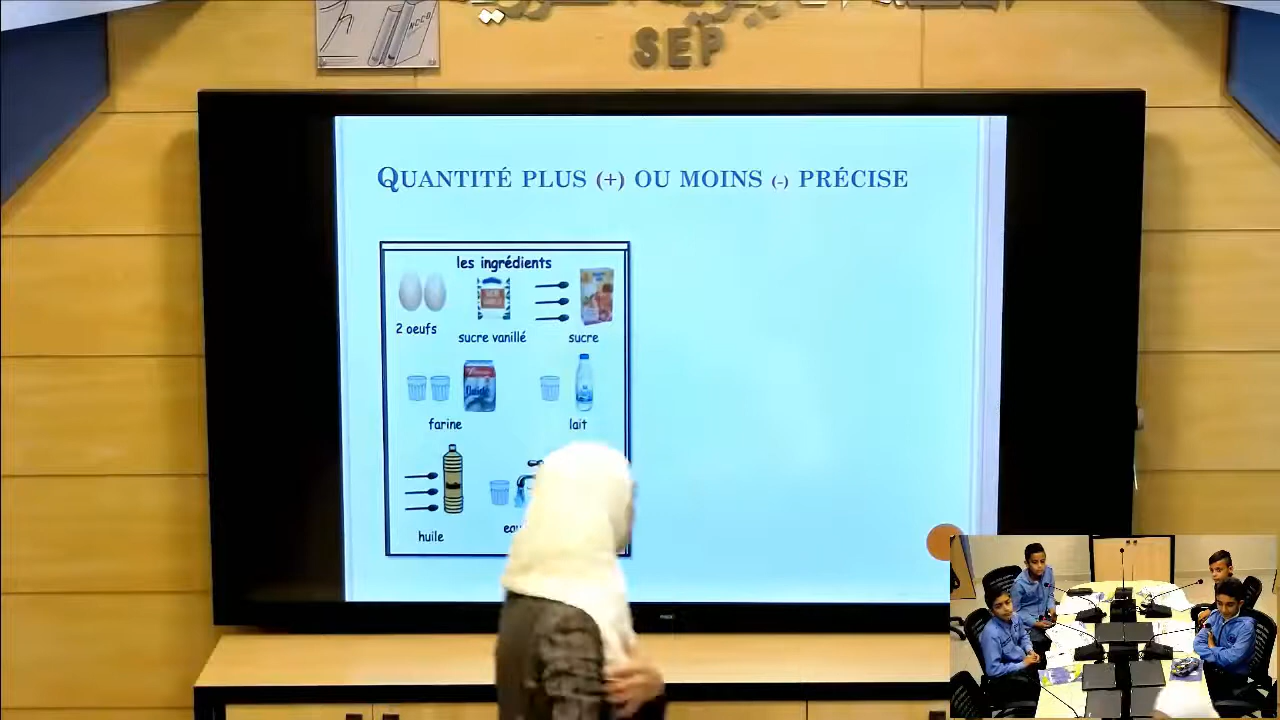 SEP
QUANTITÉ PLUS (+) OU MOINS (-) PRÉCISE
les ingrédients
2 oeufs
sucre vanillé
sucre
farine
lait
huile